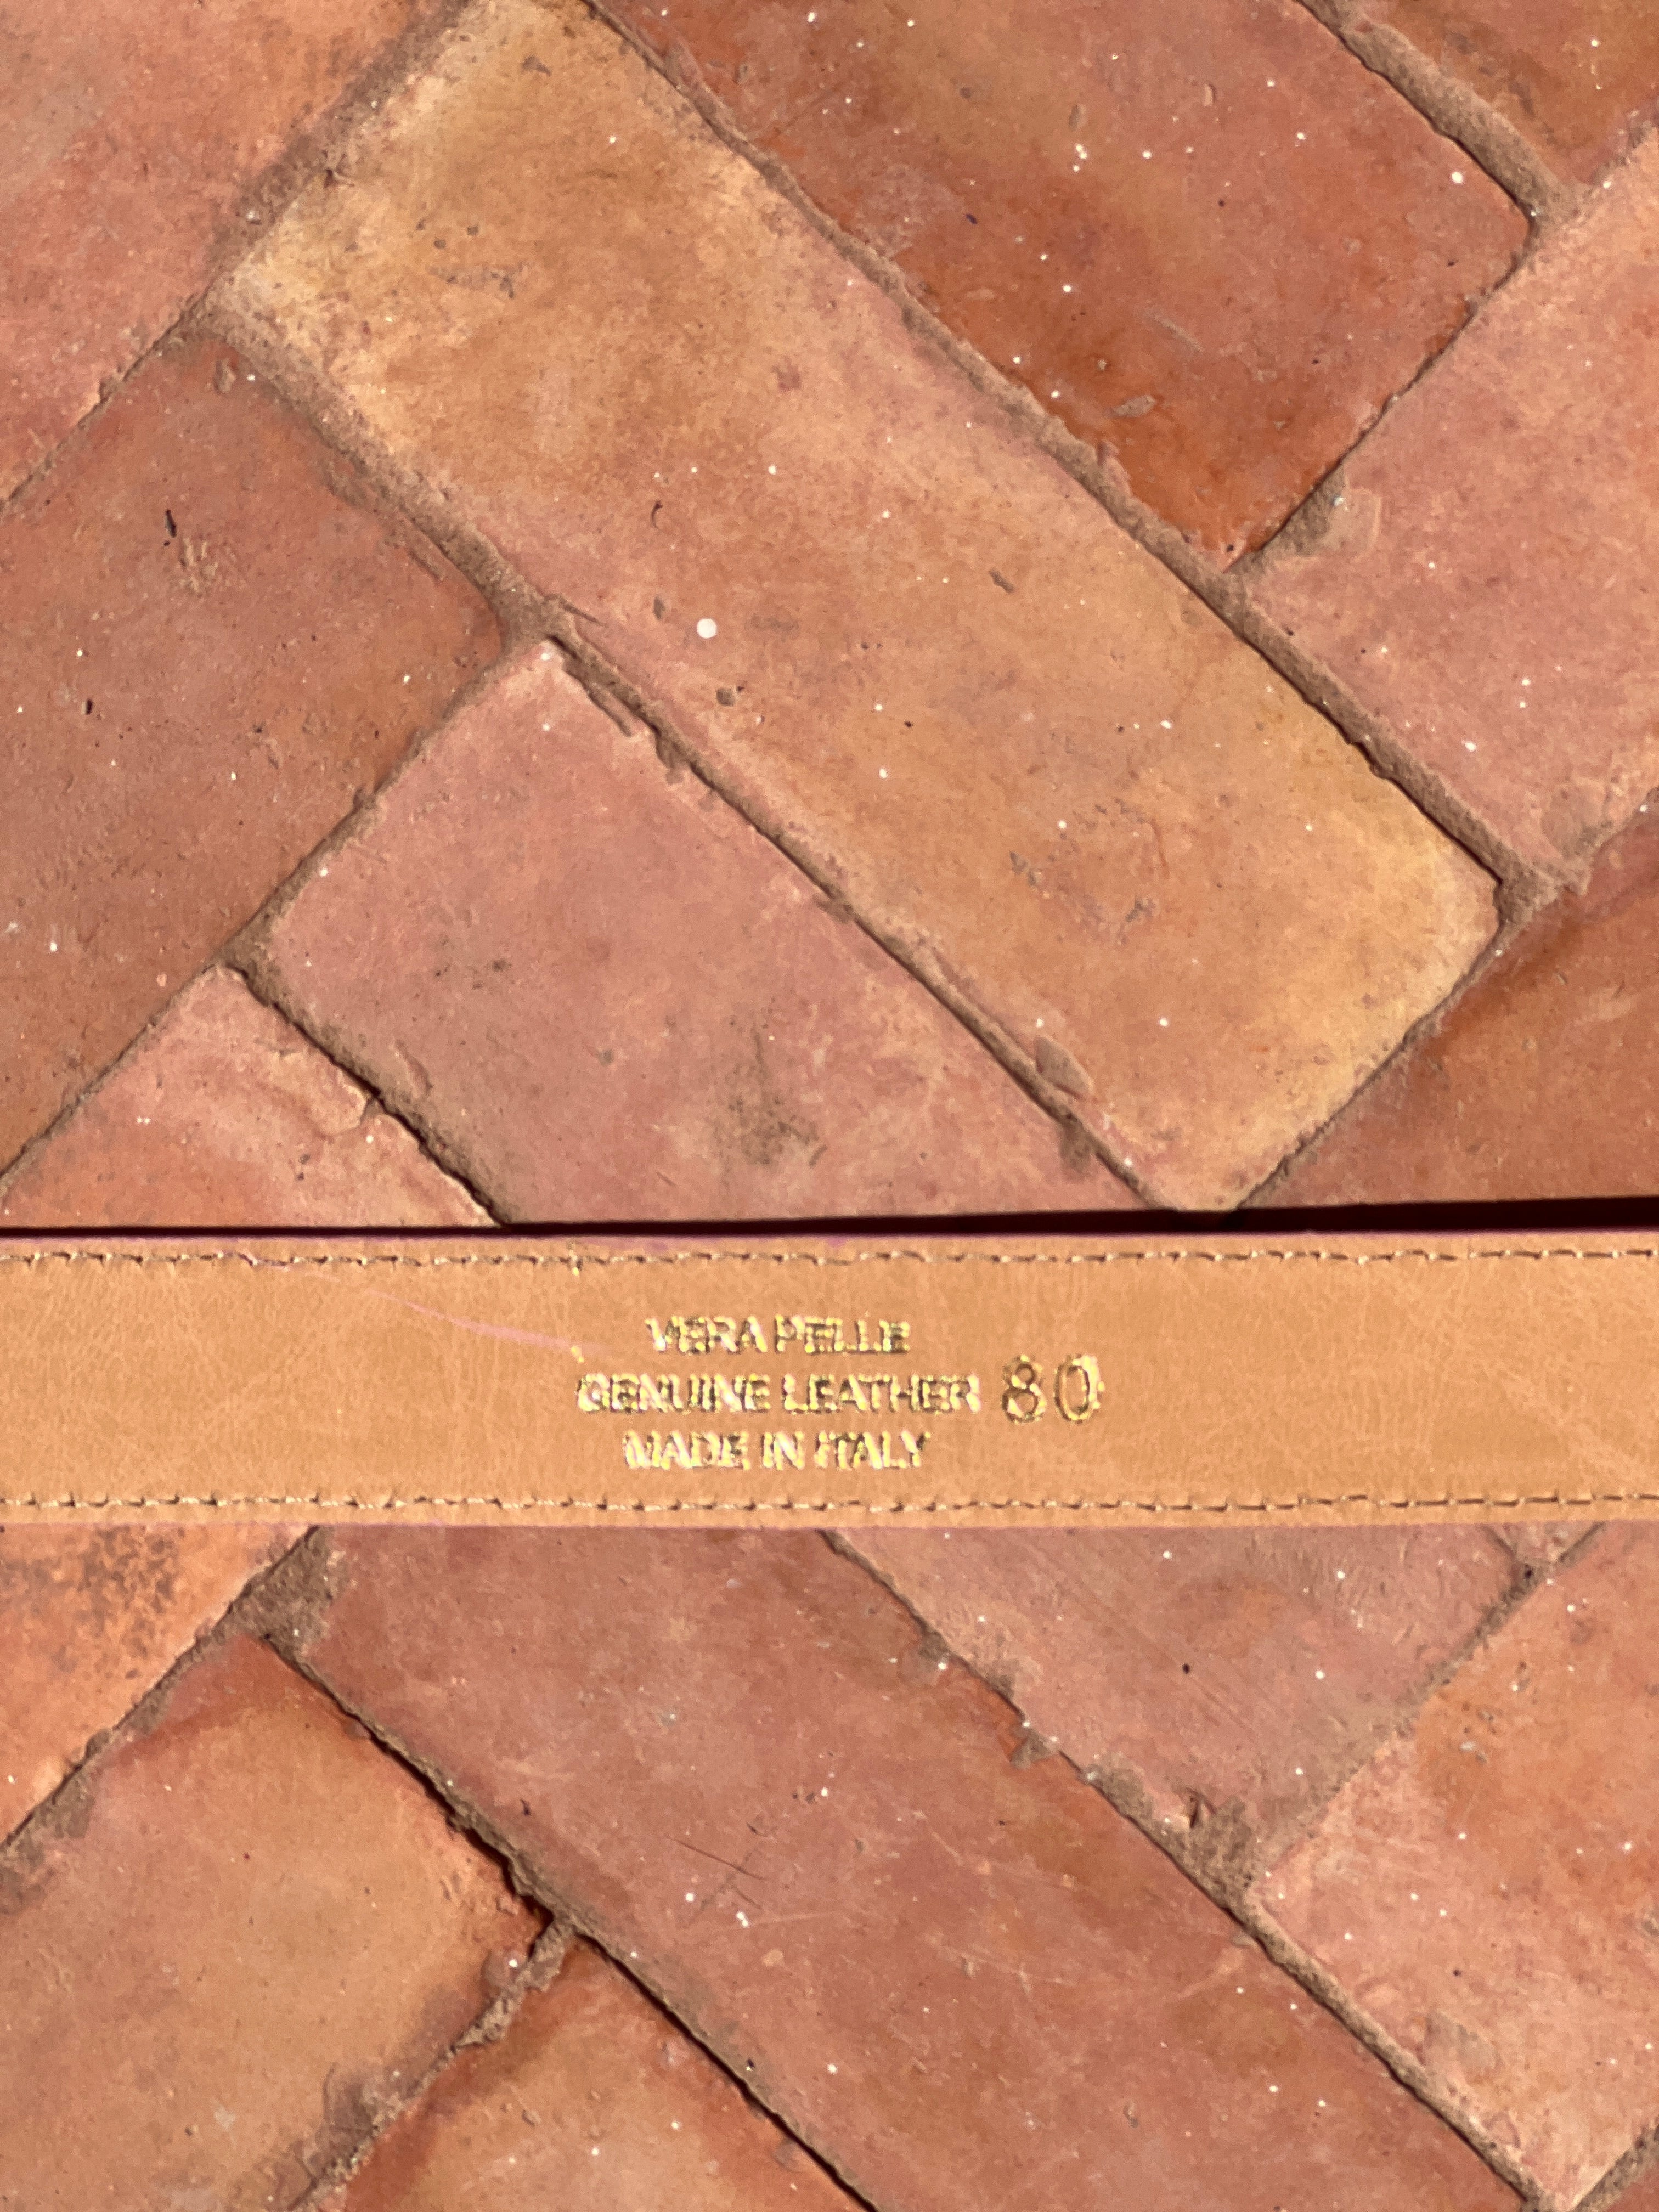 VERA PELLE
GENUINE LEATHER 80
MADE IN ITALY